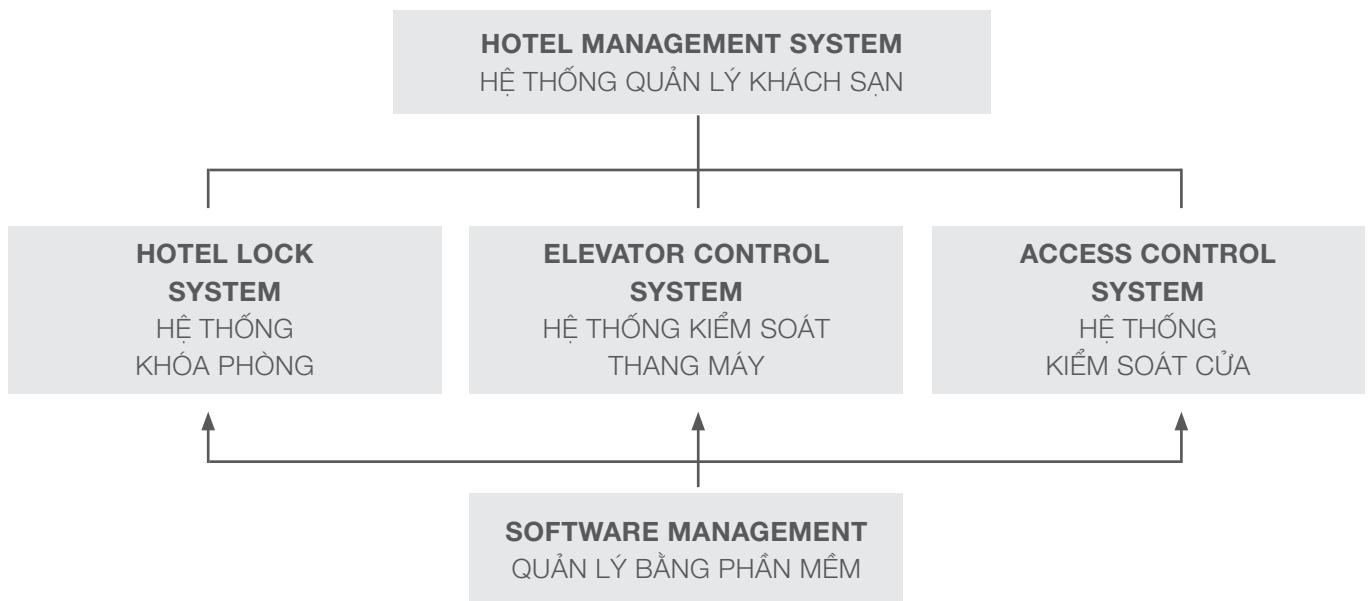 HOTEL MANAGEMENT SYSTEM
HỆ THỐNG QUẢN LÝ KHÁCH SẠN
HOTEL LOCK
SYSTEM
HỆ THỐNG
KHÓA PHÒNG
ELEVATOR CONTROL
SYSTEM
HỆ THỐNG KIỂM SOÁT
THANG MÁY
ACCESS CONTROL
SYSTEM
HỆ THỐNG
KIỂM SOÁT CỬA
SOFTWARE MANAGEMENT
QUẢN LÝ BẰNG PHẦN MỀM